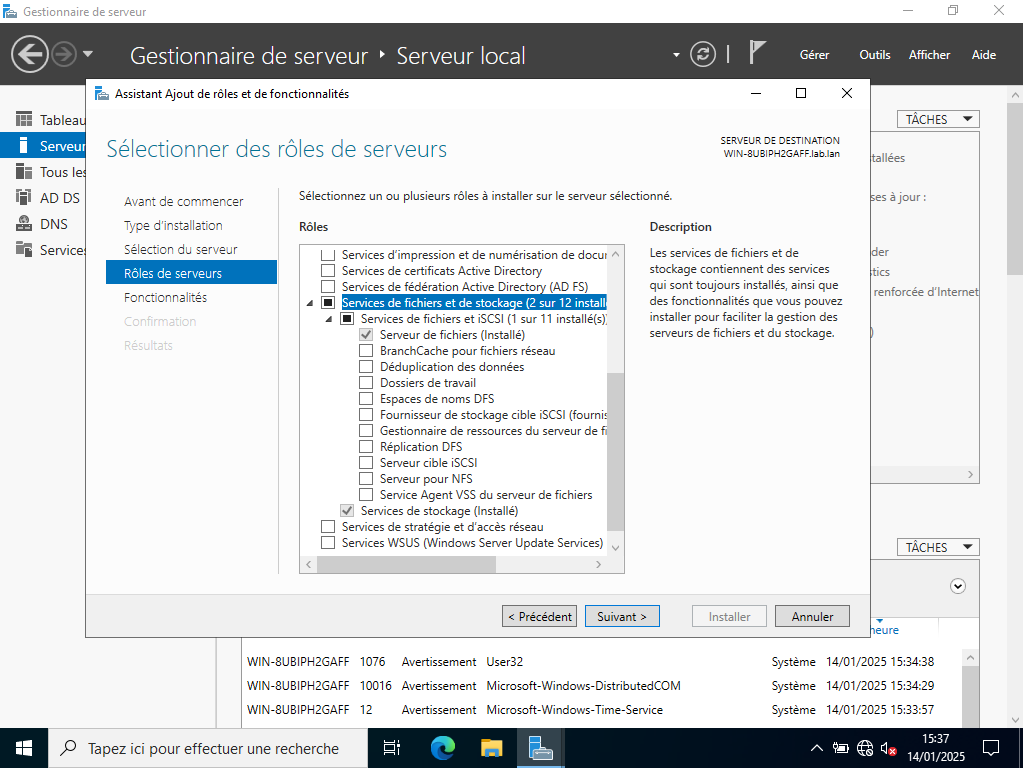 Gestionnaire de serveur
Gestionnaire de serveur ‣ Serveur local
Gérer Outils Afficher Aide
Assistant Ajout de rôles et de fonctionnalités
Sélectionner des rôles de serveurs
SERVEUR DE DESTINATION
WIN-8UBIPH2GAFF.lab.lan
Tableau
Serveur
Tous les
AD DS
DNS
Services
Avant de commencer
Type d'installation
Sélection du serveur
Rôles de serveurs
Fonctionnalités
Confirmation
Résultats
Sélectionnez un ou plusieurs rôles à installer sur le serveur sélectionné.
Rôles
Services d'impression et de numérisation de docu
Services de certificats Active Directory
Services de fédération Active Directory (AD FS)
Services de fichiers et de stockage (2 sur 12 install
Services de fichiers et iSCSI (1 sur 11 installé(s))
Serveur de fichiers (Installé)
BranchCache pour fichiers réseau
Déduplication des données
Dossiers de travail
Espaces de noms DFS
Fournisseur de stockage cible iSCSI (fournis
Gestionnaire de ressources du serveur de fi
Réplication DFS
Serveur cible iSCSI
Serveur pour NFS
Service Agent VSS du serveur de fichiers
Services de stockage (Installé)
Services de stratégie et d'accès réseau
Services WSUS (Windows Server Update Services)
Description
Les services de fichiers et de
stockage contiennent des services
qui sont toujours installés, ainsi que
des fonctionnalités que vous pouvez
installer pour faciliter la gestion des
serveurs de fichiers et du stockage.
< Précédent Suivant > Installer Annuler
TÂCHES
tallées
ses à jour :
der
stics
renforcée d'Internet
TÂCHES
heure
WIN-8UBIPH2GAFF 1076 Avertissement User32 Système 14/01/2025 15:34:38
WIN-8UBIPH2GAFF 10016 Avertissement Microsoft-Windows-DistributedCOM Système 14/01/2025 15:34:29
WIN-8UBIPH2GAFF 12 Avertissement Microsoft-Windows-Time-Service Système 14/01/2025 15:33:57
Tapez ici pour effectuer une recherche
15:37
14/01/2025